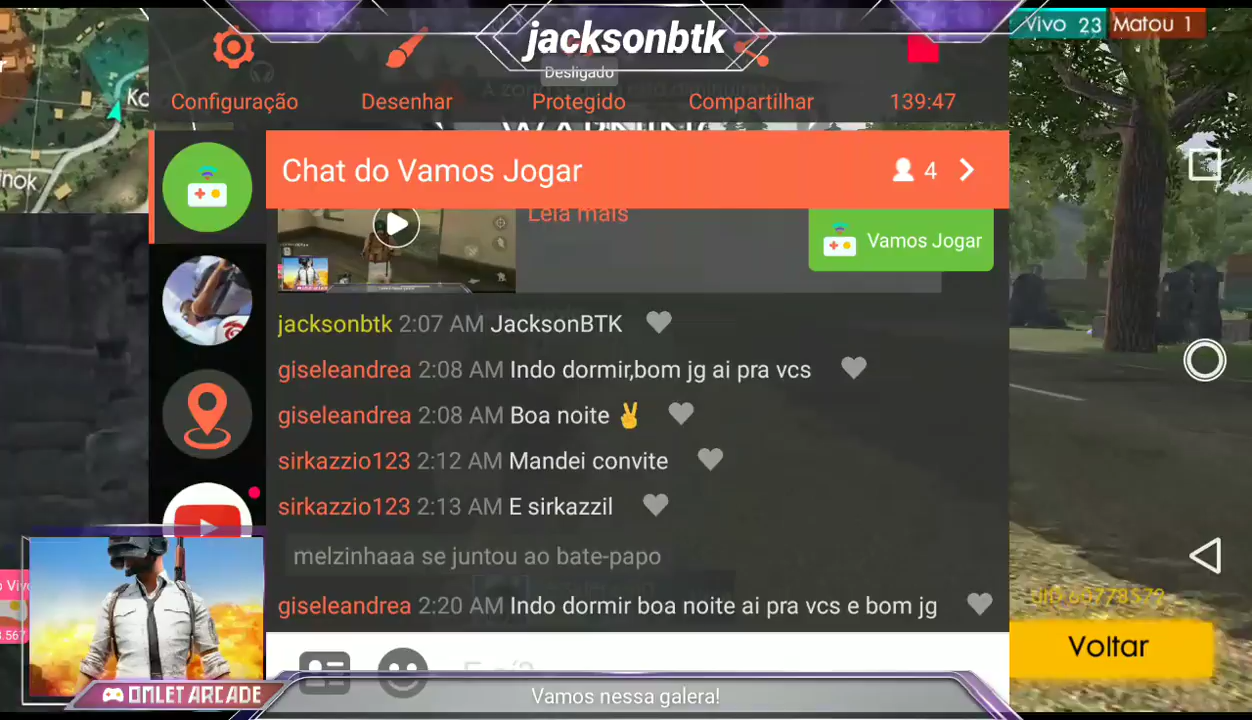 jacksonbtk
Vivo 23 Matou 1
Desligado
Configuração Desenhar Protegido Compartilhar 139:47
Chat do Vamos Jogar 4
Leia mais
Vamos Jogar
jacksonbtk 2:07 AM JacksonBTK
giseleandrea 2:08 AM Indo dormir,bom jg ai pra vcs
giseleandrea 2:08 AM Boa noite ✌
sirkazzio123 2:12 AM Mandei convite
sirkazzio123 2:13 AM E sirkazzil
melzinhaaa se juntou ao bate-papo
giseleandrea 2:20 AM Indo dormir boa noite ai pra vcs e bom jg
Voltar
OMLET ARCADE
Vamos nessa galera!